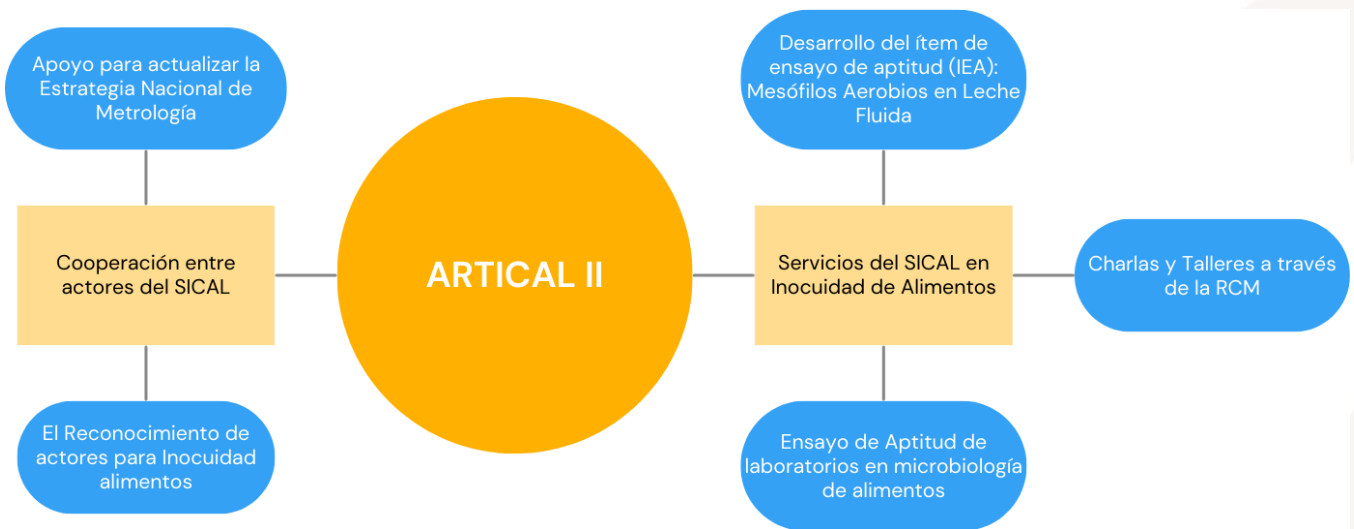 Apoyo para actualizar la
Estrategia Nacional de
Metrología
Cooperación entre
actores del SICAL
El Reconocimiento de
actores para Inocuidad
alimentos
ARTICAL II
Desarrollo del ítem de
ensayo de aptitud (IEA):
Mesófilos Aerobios en Leche
Fluida
Servicios del SICAL en
Inocuidad de Alimentos
Charlas y Talleres a través
de la RCM
Ensayo de Aptitud de
laboratorios en microbiología
de alimentos